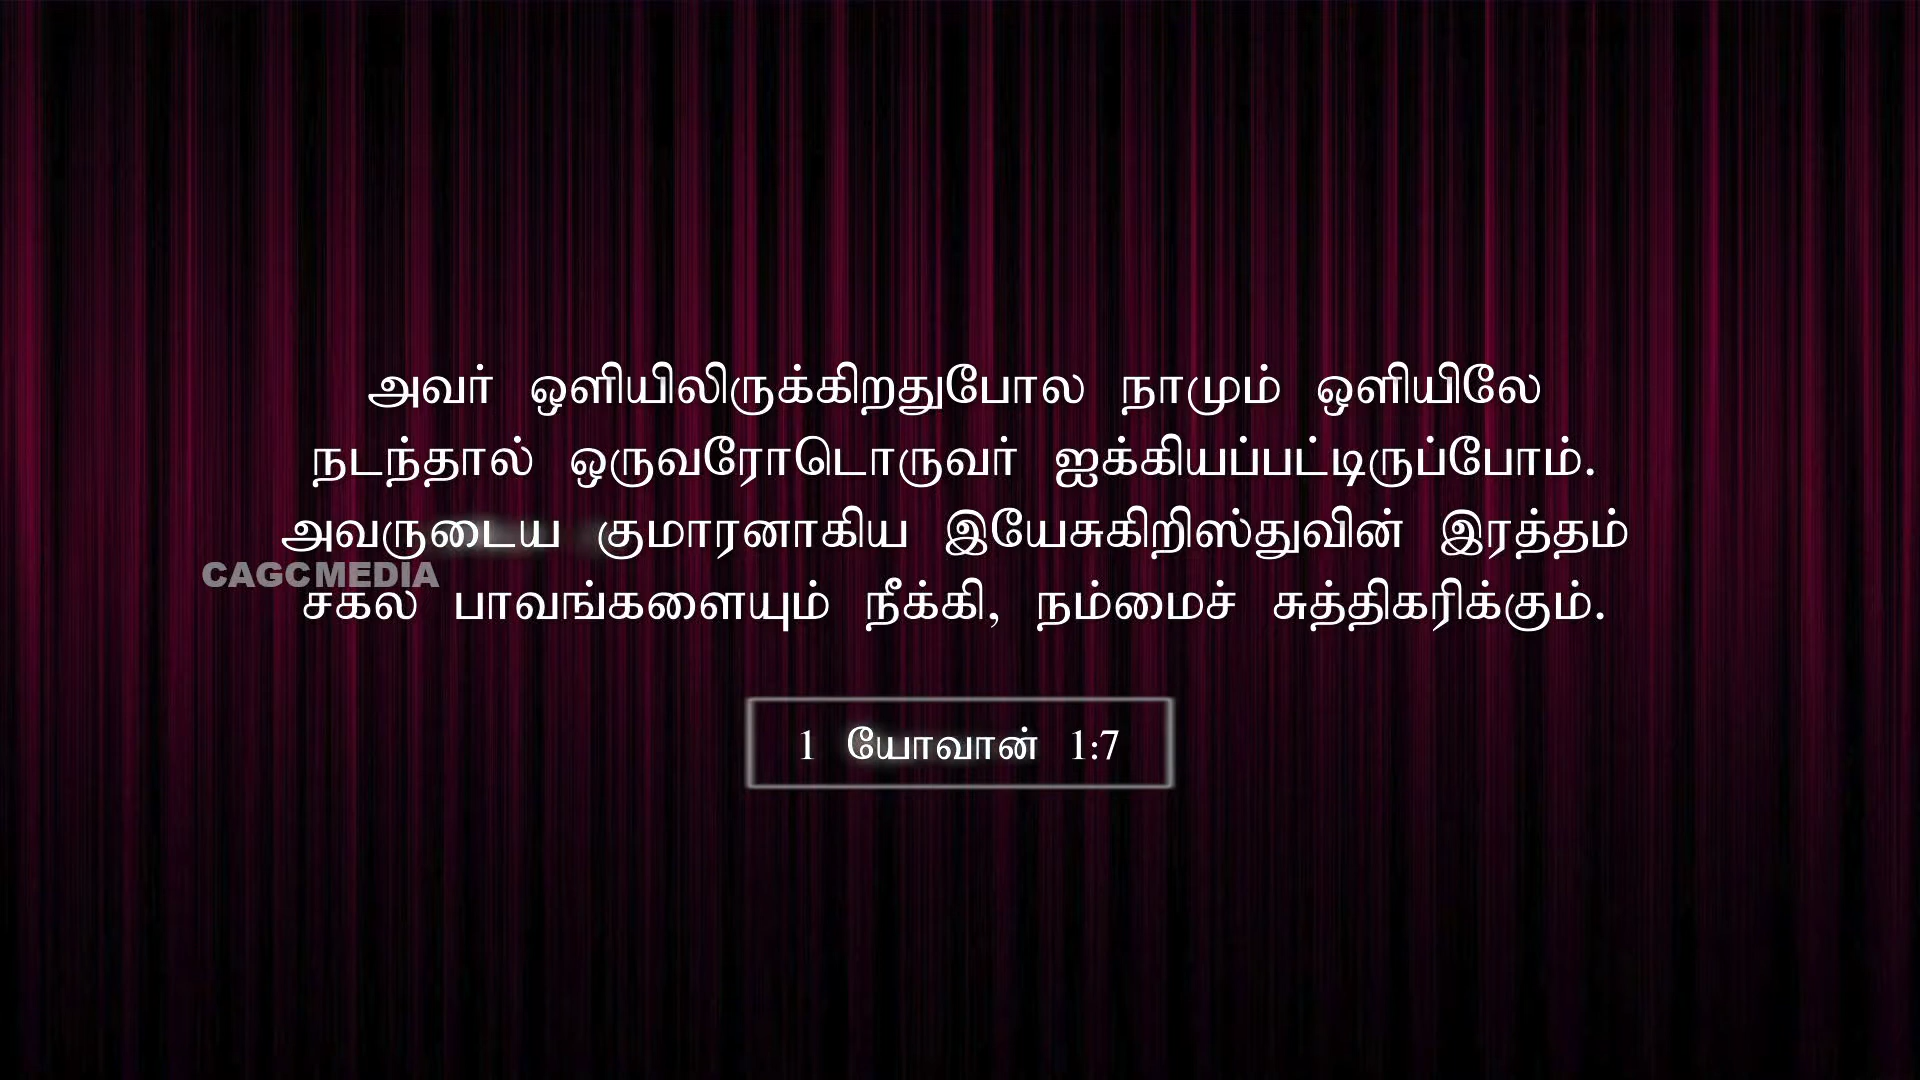 அவர் ஒளியிலிருக்கிறதுபோல நாமும் ஒளியிலே
நடந்தால் ஒருவரோடொருவர் ஐக்கியப்பட்டிருப்போம்.
அவருடைய குமாரனாகிய இயேசுகிறிஸ்துவின் இரத்தம்
CAGCMEDIA
சகல பாவங்களையும் நீக்கி, நம்மைச் சுத்திகரிக்கும்.
1 யோவான் 1:7